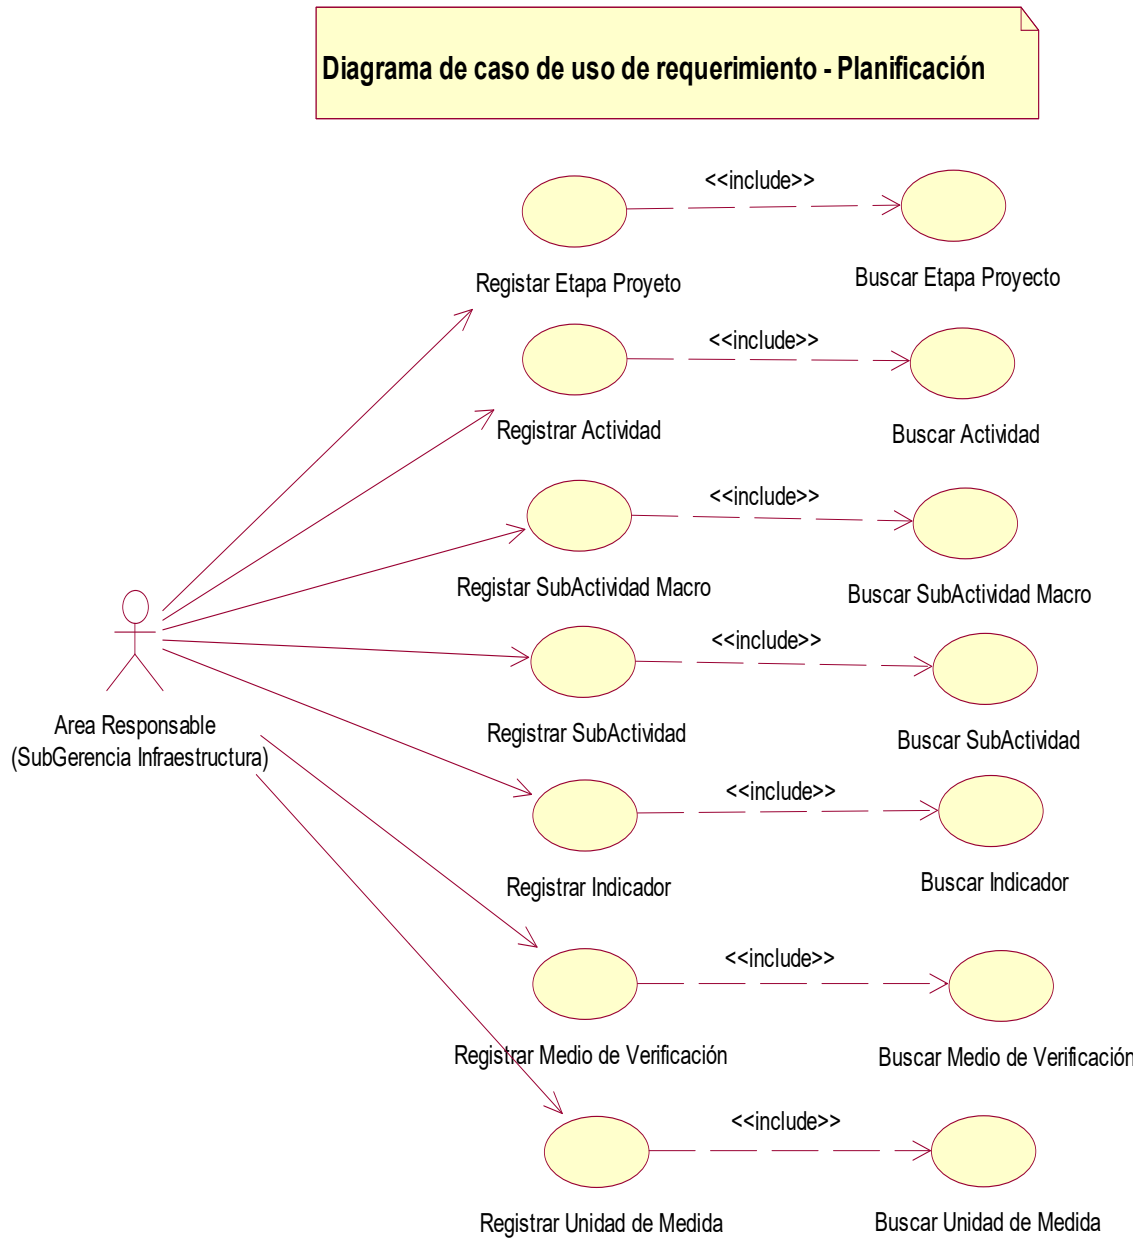 Diagrama de caso de uso de requerimiento - Planificación
<<include>>
Registar Etapa Proyeto
Buscar Etapa Proyecto
<<include>>
Registrar Actividad
Buscar Actividad
<<include>>
Registar SubActividad Macro
Buscar SubActividad Macro
<<include>>
Area Responsable
(SubGerencia Infraestructura)
Registrar SubActividad
Buscar SubActividad
<<include>>
Registrar Indicador
Buscar Indicador
<<include>>
Registrar Medio de Verificación
Buscar Medio de Verificación
<<include>>
Registrar Unidad de Medida
Buscar Unidad de Medida